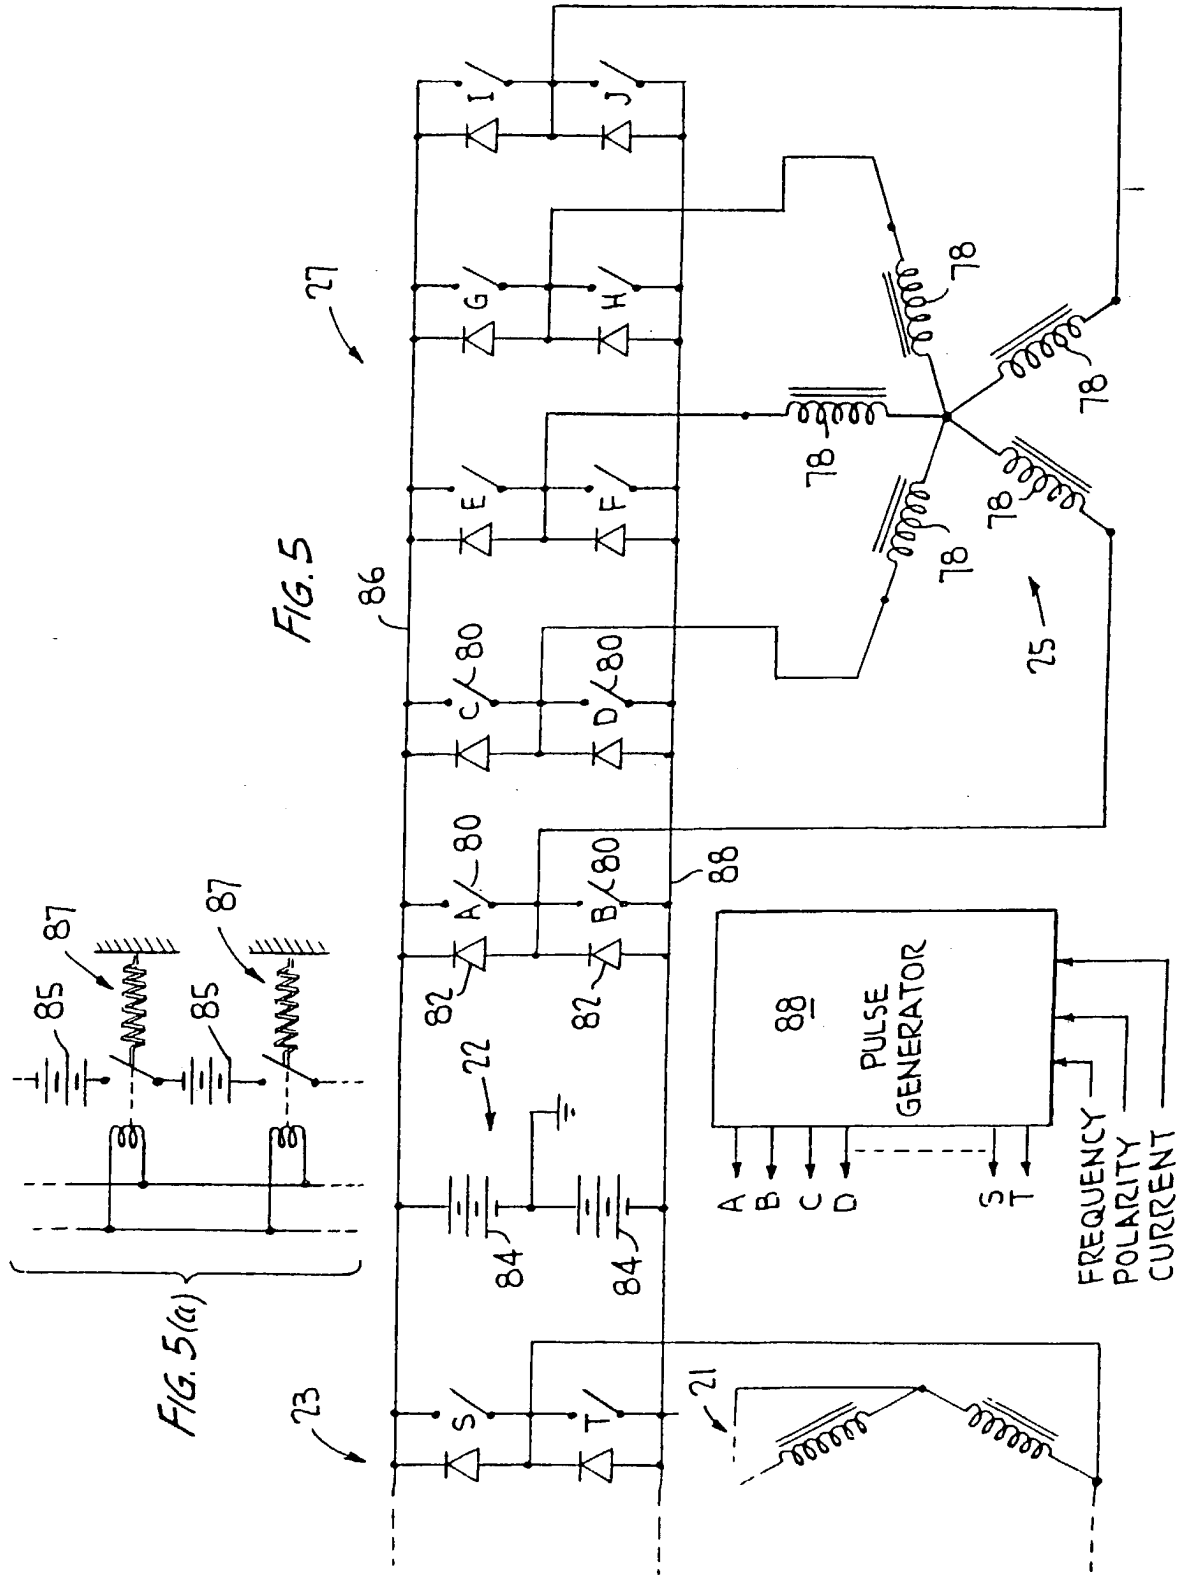 FIG. 5
27
I
J
G
H
E
F
C
80
D
80
A
80
B
80
82
82
86
88
22
84
84
S
T
23
21
25
78
78
78
78
78
88
PULSE
GENERATOR
A
B
C
D
S
T
FREQUENCY
POLARITY
CURRENT
FIG. 5(a)
85
87
85
87